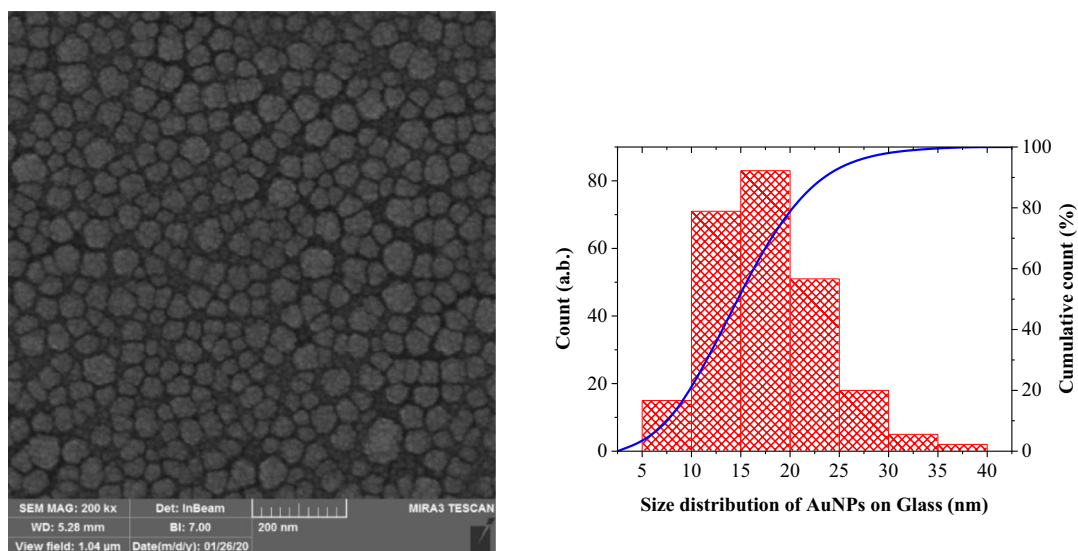 SEM MAG: 200 kx Det: InBeam MIRA3 TESCAN
WD: 5.28 mm BI: 7.00 200 nm
View field: 1.04 µm Date(m/d/y): 01/26/20
Count (a.b.)
80
60
40
20
0
5 10 15 20 25 30 35 40
Size distribution of AuNPs on Glass (nm)
100
80
60
40
20
0
Cumulative count (%)